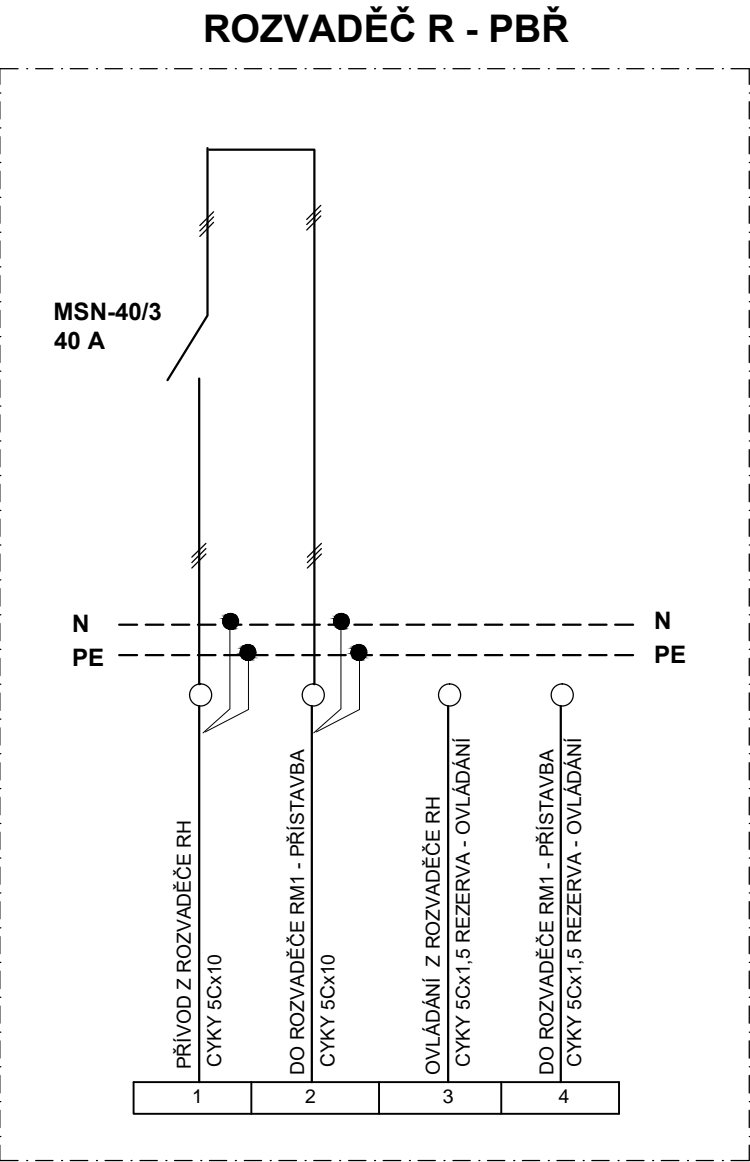 ROZVADĚČ R - PBŘ
MSN-40/3
40 A
N
N
PE
PE
PŘÍVOD Z ROZVADĚČE RH
CYKY 5Cx10
DO ROZVADĚČE RM1 - PŘÍSTAVBA
CYKY 5Cx10
OVLÁDÁNÍ Z ROZVADĚČE RH
CYKY 5Cx1,5 REZERVA - OVLÁDÁNÍ
DO ROZVADĚČE RM1 - PŘÍSTAVBA
CYKY 5Cx1,5 REZERVA - OVLÁDÁNÍ
1
2
3
4